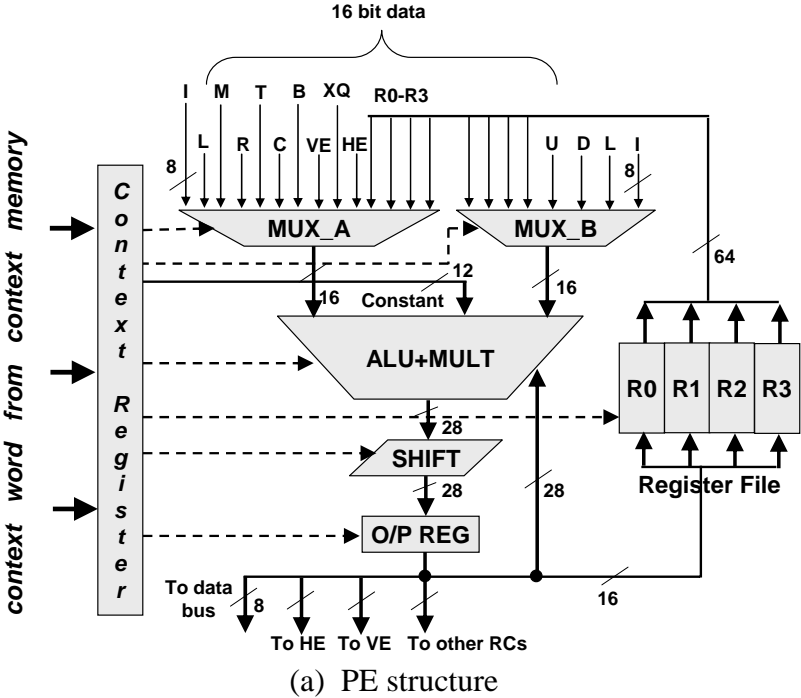 16 bit data
I M T B XQ R0-R3
L R C VE HE U D L I
8 8
MUX_A MUX_B
64
12
16 16
Constant
ALU+MULT
R0 R1 R2 R3
28
SHIFT
Register File
28 28
O/P REG
16
To data
bus 8
To HE To VE To other RCs
Context Register
context word from context memory
(a) PE structure